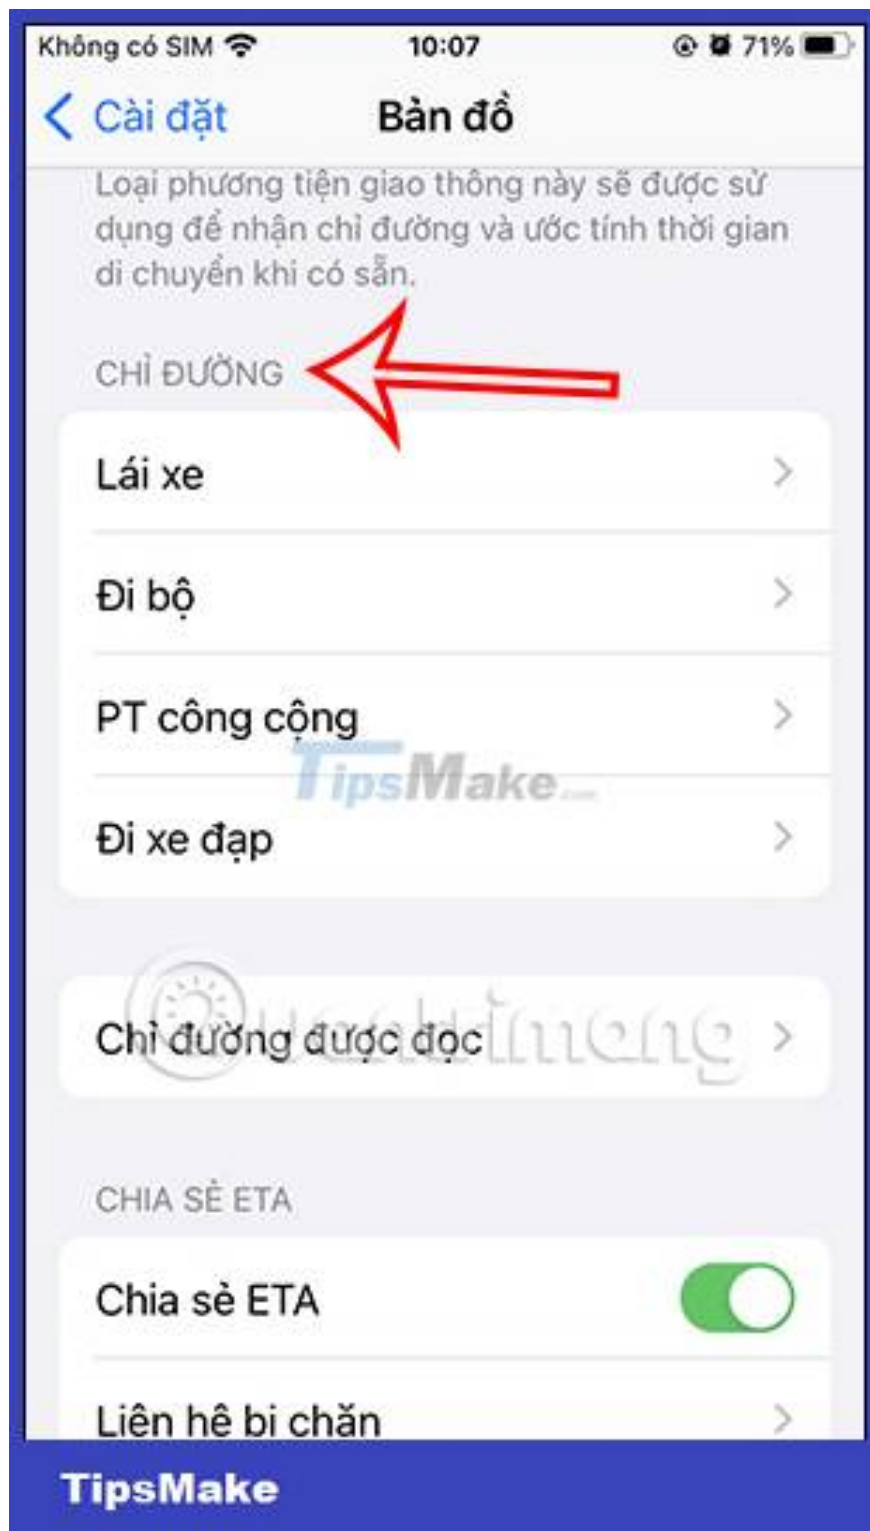 Không có SIM 10:07 71%
Cài đặt Bản đồ
Loại phương tiện giao thông này sẽ được sử
dụng để nhận chỉ đường và ước tính thời gian
di chuyển khi có sẵn.
CHỈ ĐƯỜNG
Lái xe
Đi bộ
PT công cộng
TipsMake.com
Đi xe đạp
Quantrimang
Chỉ đường được đọc
CHIA SẺ ETA
Chia sẻ ETA
Liên hệ bị chặn
TipsMake